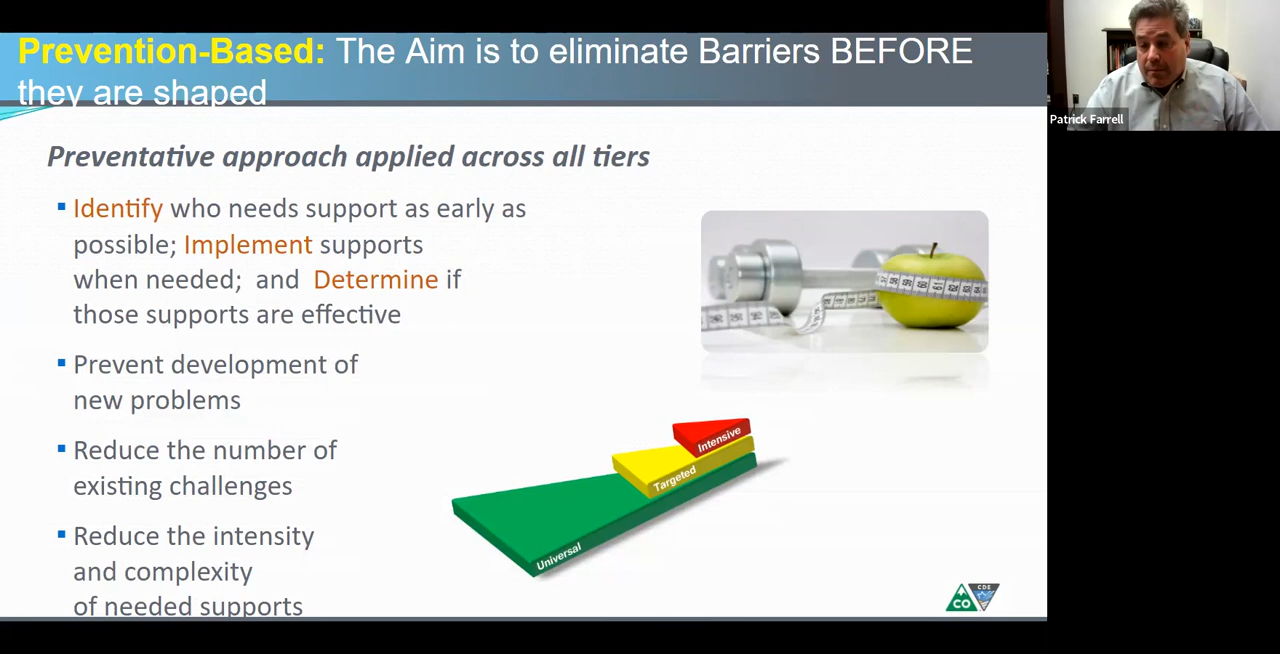 Prevention-Based: The Aim is to eliminate Barriers BEFORE
they are shaped
Patrick Farrell
Preventative approach applied across all tiers
▪ Identify who needs support as early as
possible; Implement supports
when needed; and Determine if
those supports are effective
▪ Prevent development of
new problems
▪ Reduce the number of
existing challenges
▪ Reduce the intensity
and complexity
of needed supports
Intensive
Targeted
Universal
CO
CDE